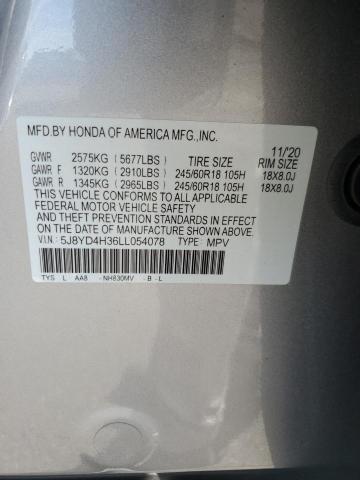 MFD.BY HONDA OF AMERICA MFG.,INC.
11/20
GVWR 2575KG (5677LBS) TIRE SIZE RIM SIZE
GAWR F 1320KG (2910LBS) 245/60R18 105H 18X8.0J
GAWR R 1345KG (2965LBS) 245/60R18 105H 18X8.0J
THIS VEHICLE CONFORMS TO ALL APPLICABLE
FEDERAL MOTOR VEHICLE SAFETY
AND THEFT PREVENTION STANDARDS IN EFFECT
ON THE DATE OF MANUFACTURE SHOWN ABOVE.
V.I.N.: 5J8YD4H36LL054078 TYPE: MPV
TYS L AA8 -NH830MV -B -L